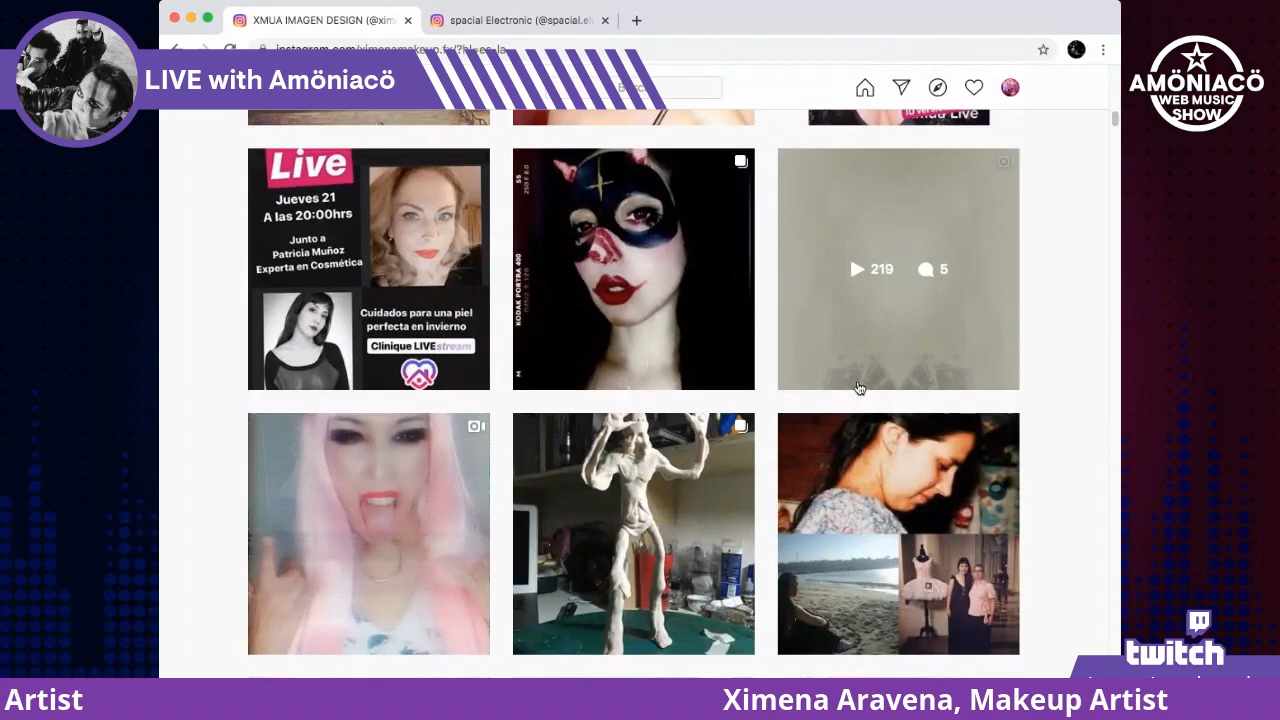 XMUA IMAGEN DESIGN (@xim
spacial Electronic (@spacial.el
LIVE with Amöniacö
AMÖNIACÖ
WEB MUSIC
SHOW
Live
Jueves 21
A las 20:00hrs
Junto a
Patricia Muñoz
Experta en Cosmética
Cuidados para una piel
perfecta en invierno
Clinique LIVEstream
KODAK PORTRA 400
219
5
twitch
Artist
Ximena Aravena, Makeup Artist